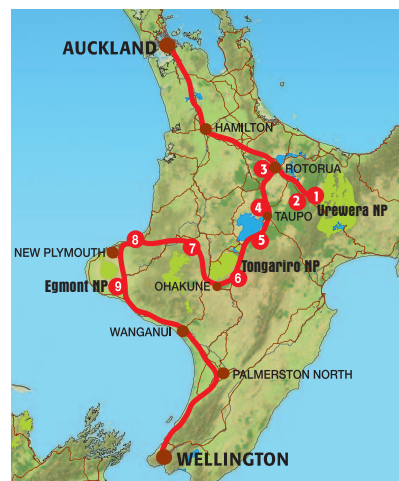 AUCKLAND
HAMILTON
3 ROTORUA
2 1
4 TAUPO Urewera NP
8 7 5
NEW PLYMOUTH
Tongariro NP
6
Egmont NP 9 OHAKUNE
WANGANUI
PALMERSTON NORTH
WELLINGTON